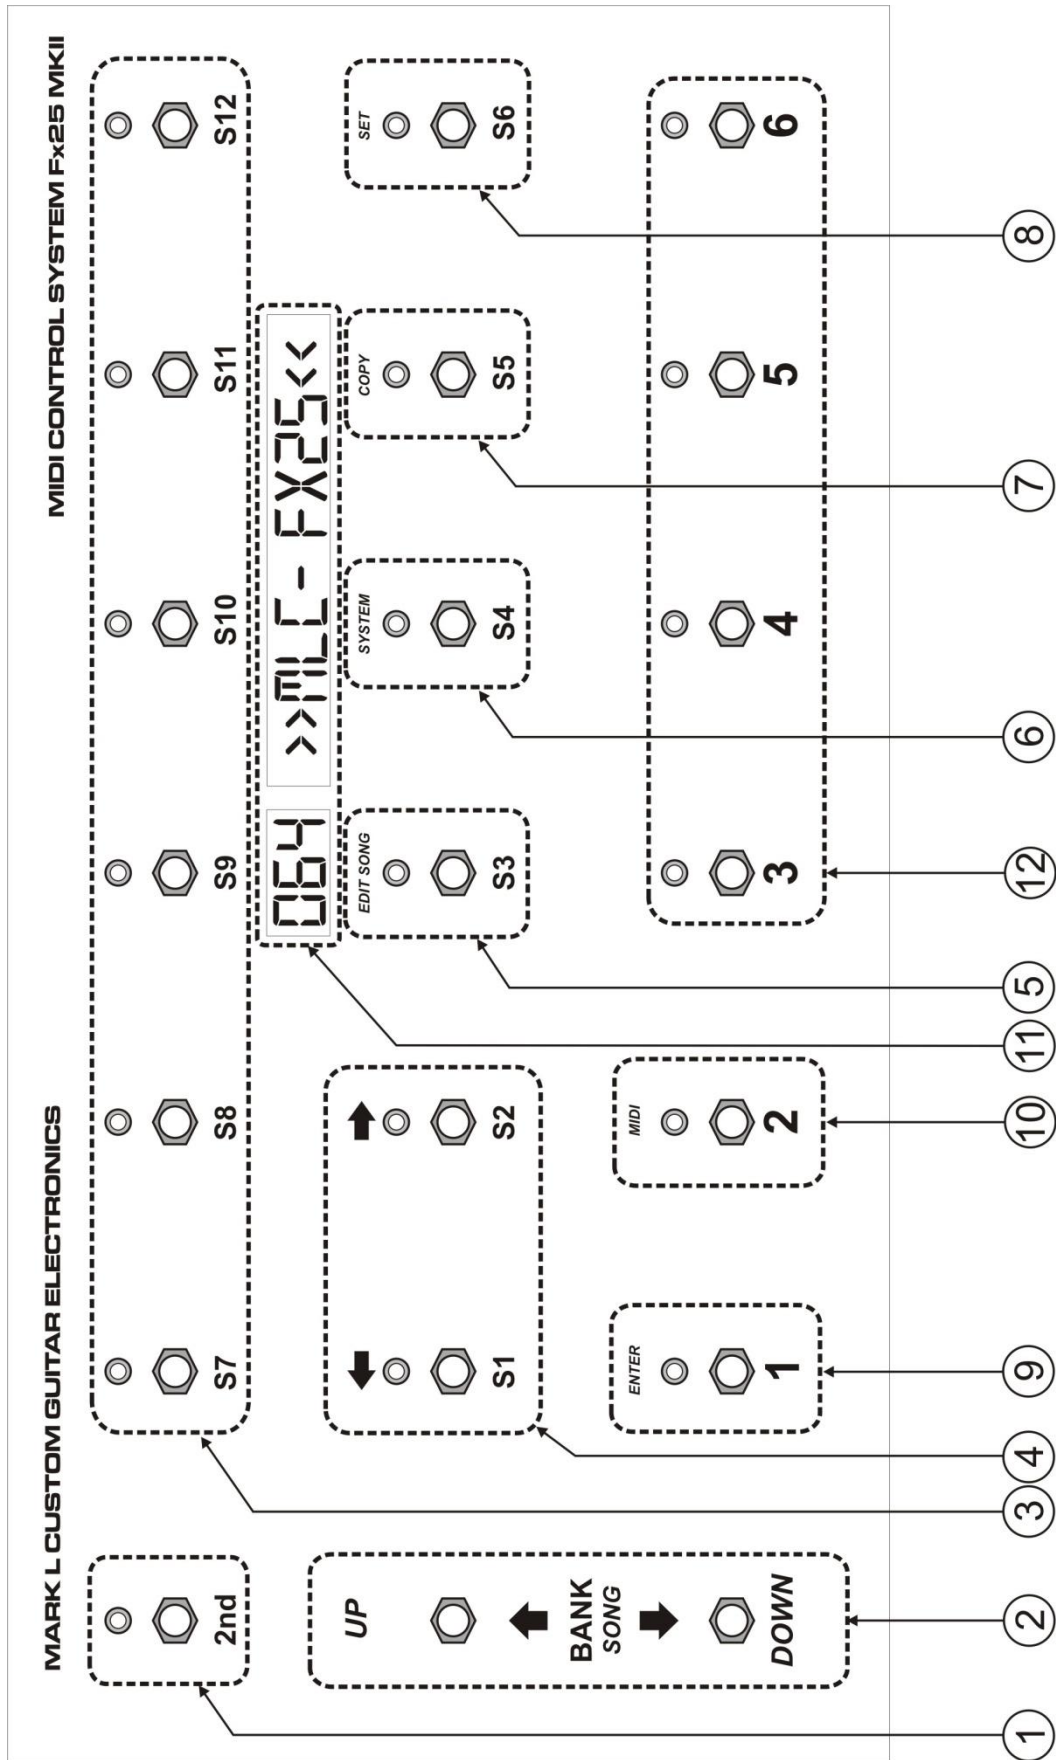 MARK L CUSTOM GUITAR ELECTRONICS
MIDI CONTROL SYSTEM Fx25 MKII
2nd
S7
S8
S9
S10
S11
S12
064
>>MLC- FX25<<
UP
BANK
SONG
DOWN
S1
S2
EDIT SONG
S3
SYSTEM
S4
COPY
S5
SET
S6
ENTER
1
MIDI
2
3
4
5
6
1
2
3
4
9
10
11
5
12
6
7
8